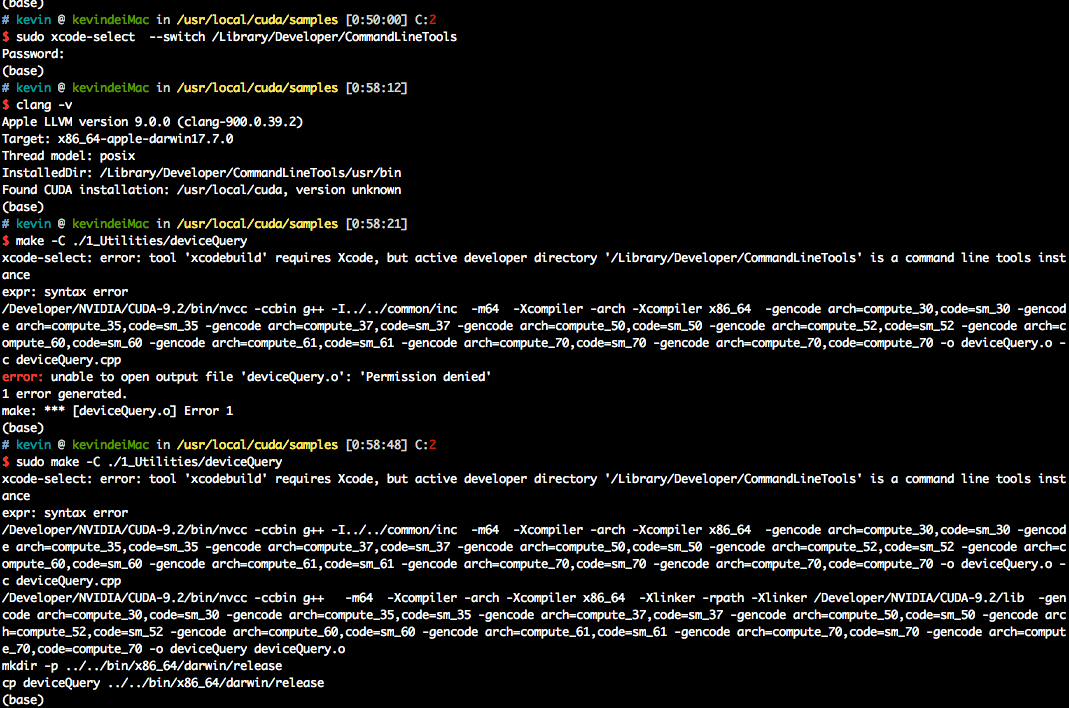 (base)
# kevin @ kevindeiMac in /usr/local/cuda/samples [0:50:00] C:2
$ sudo xcode-select  --switch /Library/Developer/CommandLineTools
Password:
(base)
# kevin @ kevindeiMac in /usr/local/cuda/samples [0:58:12]
$ clang -v
Apple LLVM version 9.0.0 (clang-900.0.39.2)
Target: x86_64-apple-darwin17.7.0
Thread model: posix
InstalledDir: /Library/Developer/CommandLineTools/usr/bin
Found CUDA installation: /usr/local/cuda, version unknown
(base)
# kevin @ kevindeiMac in /usr/local/cuda/samples [0:58:21]
$ make -C ./1_Utilities/deviceQuery
xcode-select: error: tool 'xcodebuild' requires Xcode, but active developer directory '/Library/Developer/CommandLineTools' is a command line tools inst
ance
expr: syntax error
/Developer/NVIDIA/CUDA-9.2/bin/nvcc -ccbin g++ -I../../common/inc  -m64  -Xcompiler -arch -Xcompiler x86_64  -gencode arch=compute_30,code=sm_30 -gencod
e arch=compute_35,code=sm_35 -gencode arch=compute_37,code=sm_37 -gencode arch=compute_50,code=sm_50 -gencode arch=compute_52,code=sm_52 -gencode arch=c
ompute_60,code=sm_60 -gencode arch=compute_61,code=sm_61 -gencode arch=compute_70,code=sm_70 -gencode arch=compute_70,code=compute_70 -o deviceQuery.o -
c deviceQuery.cpp
error: unable to open output file 'deviceQuery.o': 'Permission denied'
1 error generated.
make: *** [deviceQuery.o] Error 1
(base)
# kevin @ kevindeiMac in /usr/local/cuda/samples [0:58:48] C:2
$ sudo make -C ./1_Utilities/deviceQuery
xcode-select: error: tool 'xcodebuild' requires Xcode, but active developer directory '/Library/Developer/CommandLineTools' is a command line tools inst
ance
expr: syntax error
/Developer/NVIDIA/CUDA-9.2/bin/nvcc -ccbin g++ -I../../common/inc  -m64  -Xcompiler -arch -Xcompiler x86_64  -gencode arch=compute_30,code=sm_30 -gencod
e arch=compute_35,code=sm_35 -gencode arch=compute_37,code=sm_37 -gencode arch=compute_50,code=sm_50 -gencode arch=compute_52,code=sm_52 -gencode arch=c
ompute_60,code=sm_60 -gencode arch=compute_61,code=sm_61 -gencode arch=compute_70,code=sm_70 -gencode arch=compute_70,code=compute_70 -o deviceQuery.o -
c deviceQuery.cpp
/Developer/NVIDIA/CUDA-9.2/bin/nvcc -ccbin g++   -m64  -Xcompiler -arch -Xcompiler x86_64  -Xlinker -rpath -Xlinker /Developer/NVIDIA/CUDA-9.2/lib  -gen
code arch=compute_30,code=sm_30 -gencode arch=compute_35,code=sm_35 -gencode arch=compute_37,code=sm_37 -gencode arch=compute_50,code=sm_50 -gencode arc
h=compute_52,code=sm_52 -gencode arch=compute_60,code=sm_60 -gencode arch=compute_61,code=sm_61 -gencode arch=compute_70,code=sm_70 -gencode arch=comput
e_70,code=compute_70 -o deviceQuery deviceQuery.o
mkdir -p ../../bin/x86_64/darwin/release
cp deviceQuery ../../bin/x86_64/darwin/release
(base)